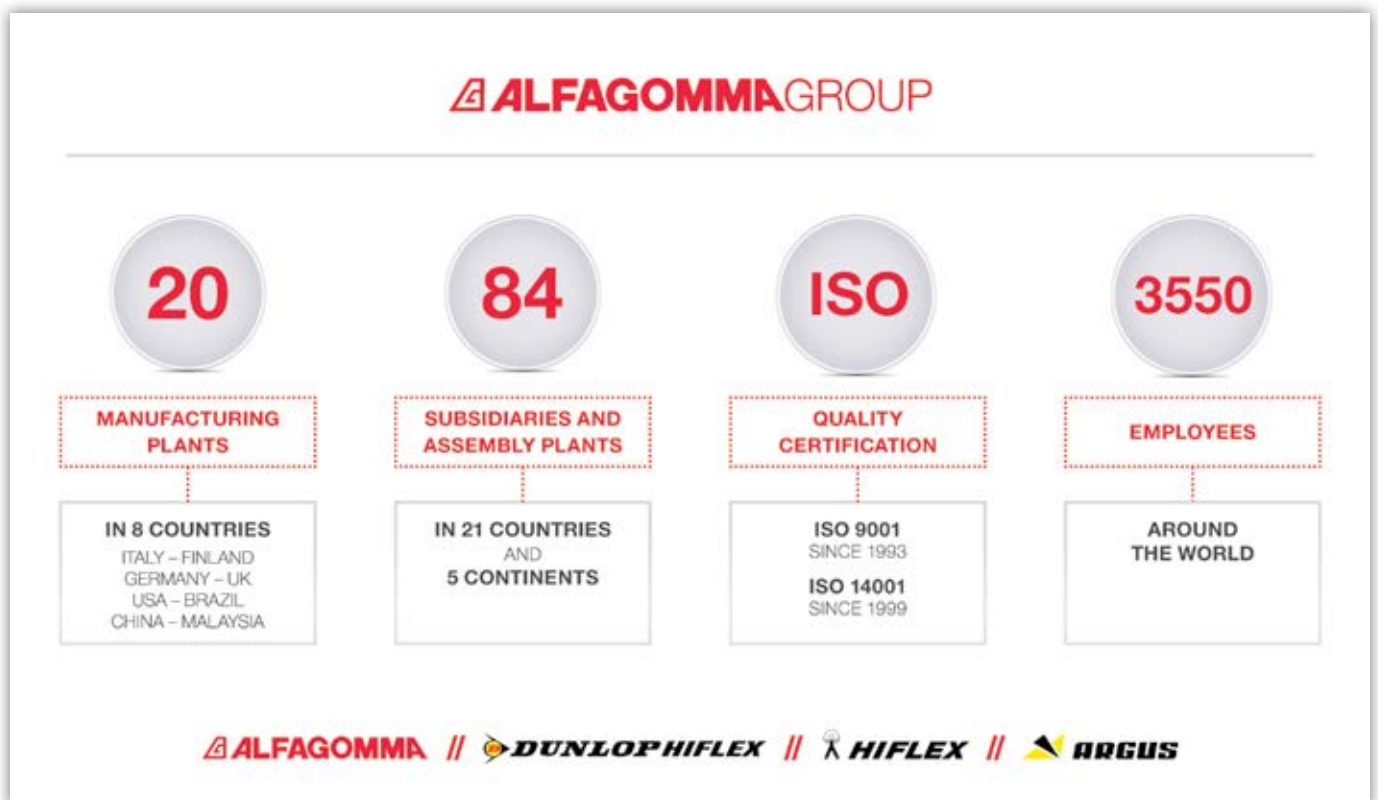 ALFAGOMMAGROUP
20
MANUFACTURING
PLANTS
IN 8 COUNTRIES
ITALY – FINLAND
GERMANY – UK
USA – BRAZIL
CHINA – MALAYSIA
84
SUBSIDIARIES AND
ASSEMBLY PLANTS
IN 21 COUNTRIES
AND
5 CONTINENTS
ISO
QUALITY
CERTIFICATION
ISO 9001
SINCE 1993
ISO 14001
SINCE 1999
3550
EMPLOYEES
AROUND
THE WORLD
ALFAGOMMA // DUNLOPHIFLEX // HIFLEX // ARGUS